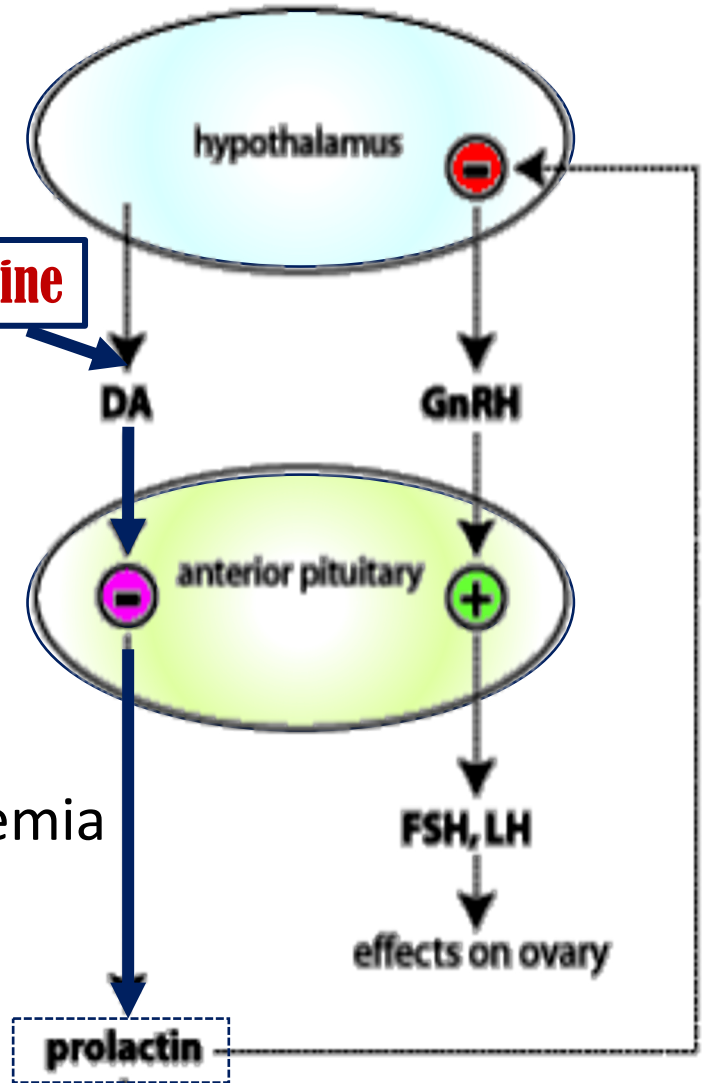 hypothalamus
-
ine
DA
GnRH
anterior pituitary
-
+
emia
FSH, LH
effects on ovary
prolactin